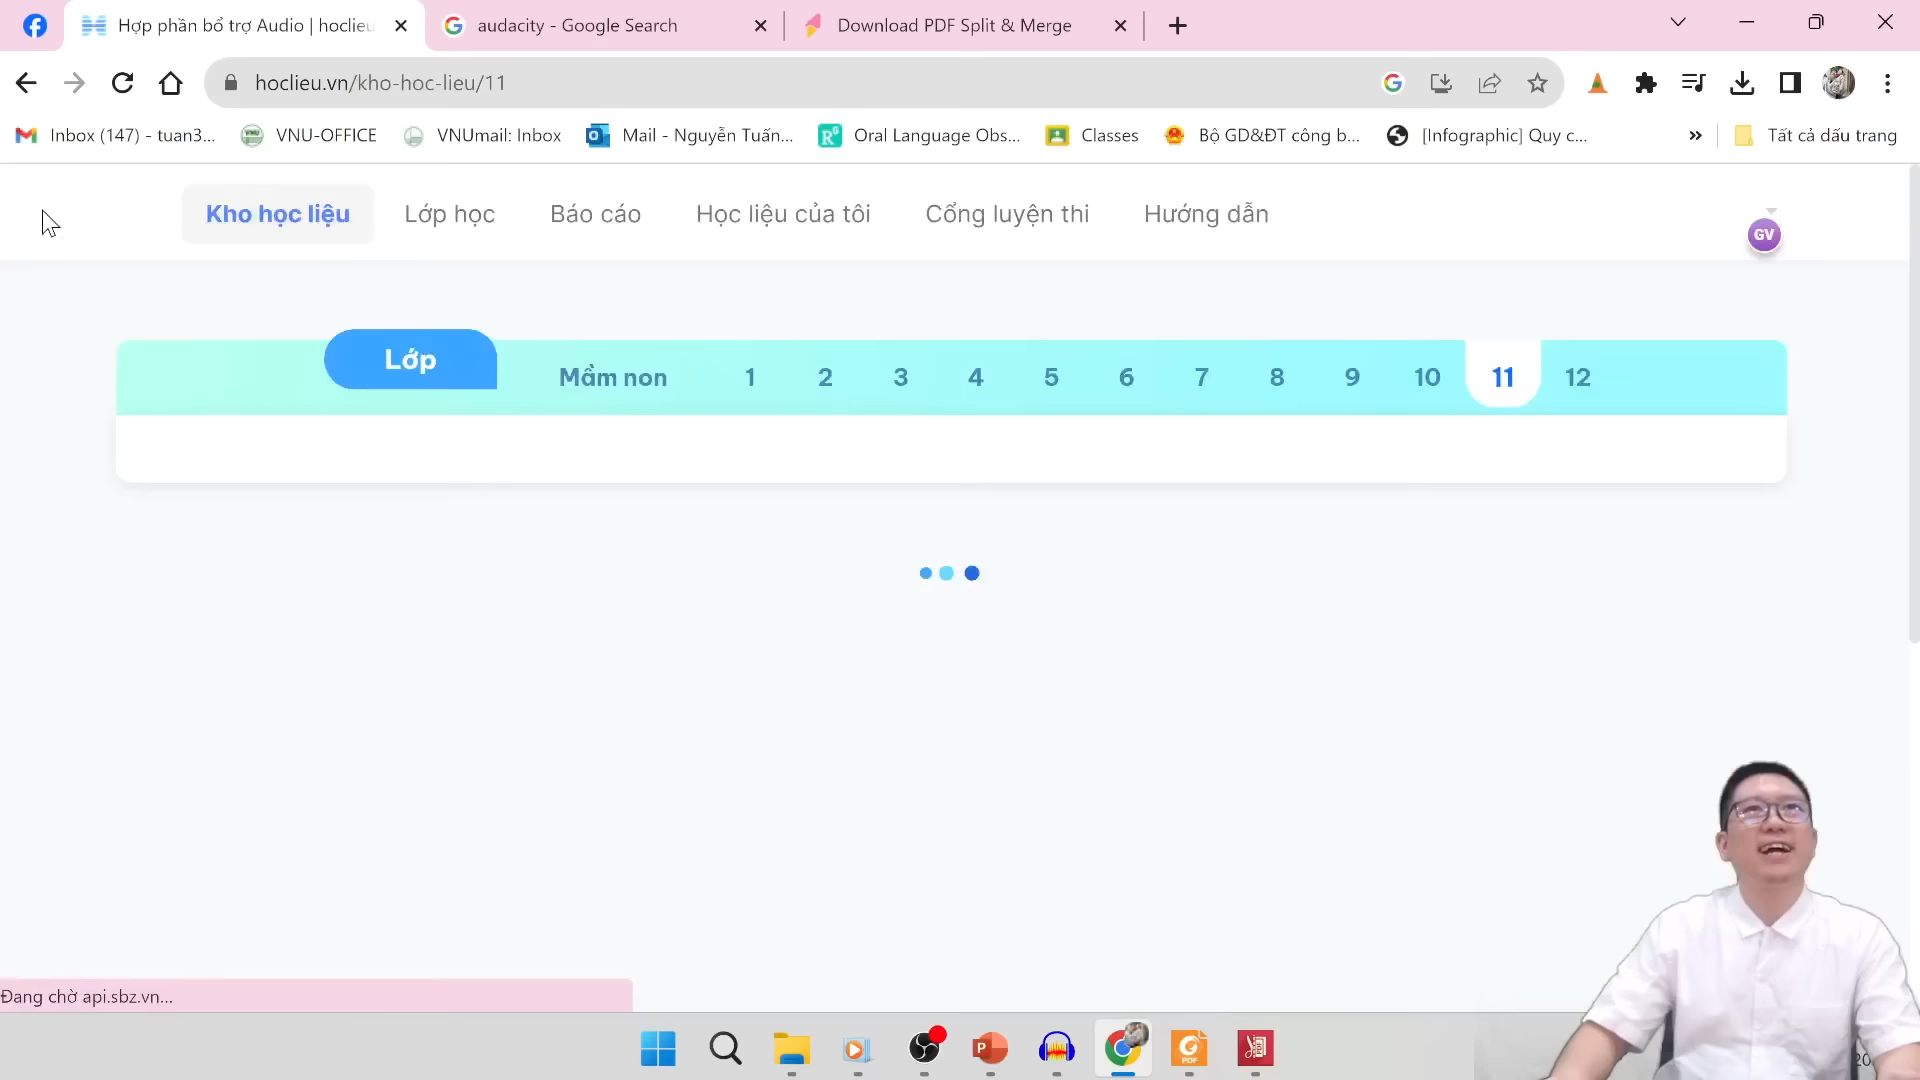 Hợp phần bổ trợ Audio | hoclieu
audacity - Google Search
Download PDF Split & Merge
hoclieu.vn/kho-hoc-lieu/11
Inbox (147) - tuan3...
VNU-OFFICE
VNUmail: Inbox
Mail - Nguyễn Tuấn...
Oral Language Obs...
Classes
Bộ GD&ĐT công b...
[Infographic] Quy c...
Tất cả dấu trang
Kho học liệu
Lớp học
Báo cáo
Học liệu của tôi
Cổng luyện thi
Hướng dẫn
GV
Lớp
Mầm non 1 2 3 4 5 6 7 8 9 10 11 12
Đang chờ api.sbz.vn...